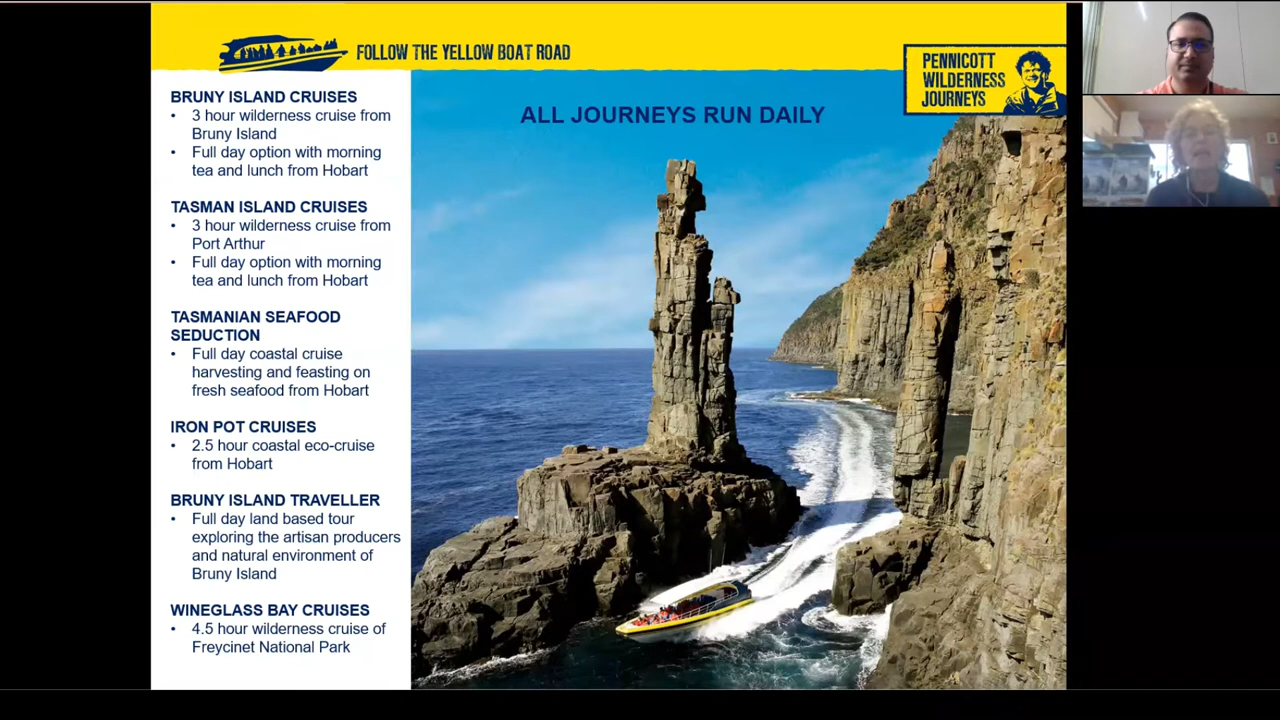 FOLLOW THE YELLOW BOAT ROAD
PENNICOTT
WILDERNESS
JOURNEYS
BRUNY ISLAND CRUISES
• 3 hour wilderness cruise from
Bruny Island
• Full day option with morning
tea and lunch from Hobart
TASMAN ISLAND CRUISES
• 3 hour wilderness cruise from
Port Arthur
• Full day option with morning
tea and lunch from Hobart
TASMANIAN SEAFOOD
SEDUCTION
• Full day coastal cruise
harvesting and feasting on
fresh seafood from Hobart
IRON POT CRUISES
• 2.5 hour coastal eco-cruise
from Hobart
BRUNY ISLAND TRAVELLER
• Full day land based tour
exploring the artisan producers
and natural environment of
Bruny Island
WINEGLASS BAY CRUISES
• 4.5 hour wilderness cruise of
Freycinet National Park
ALL JOURNEYS RUN DAILY